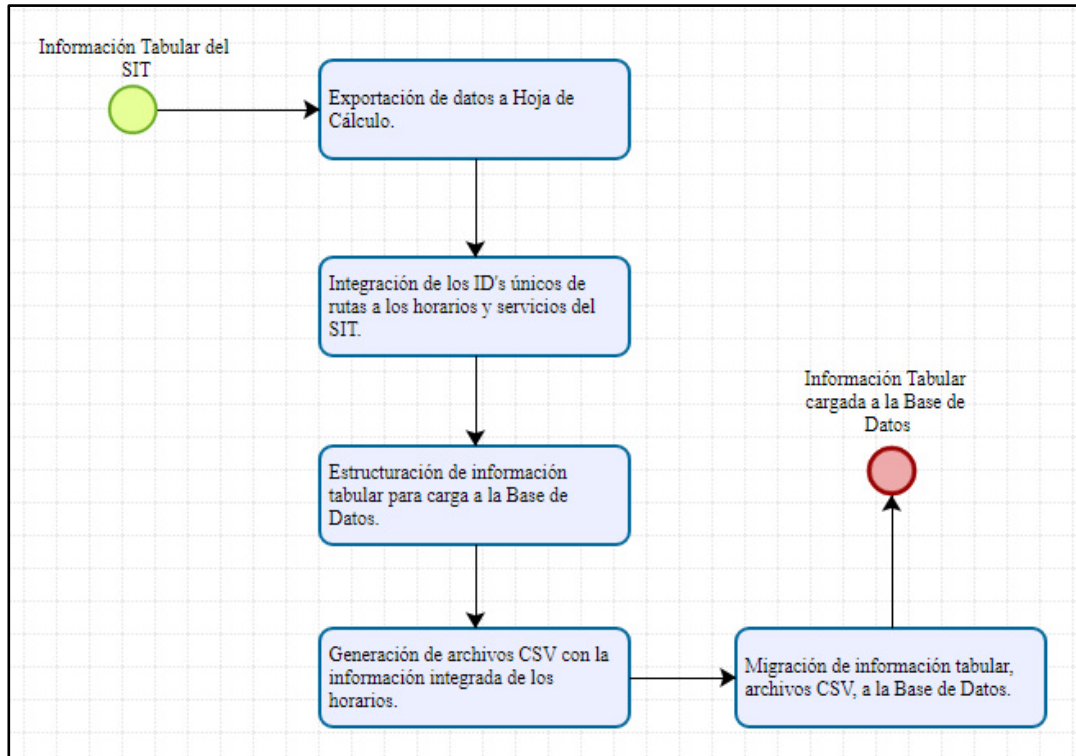 Información Tabular del
SIT
Exportación de datos a Hoja de
Cálculo.
Integración de los ID's únicos de
rutas a los horarios y servicios del
SIT.
Estructuración de información
tabular para carga a la Base de
Datos.
Generación de archivos CSV con la
información integrada de los
horarios.
Migración de información tabular,
archivos CSV, a la Base de Datos.
Información Tabular
cargada a la Base de
Datos